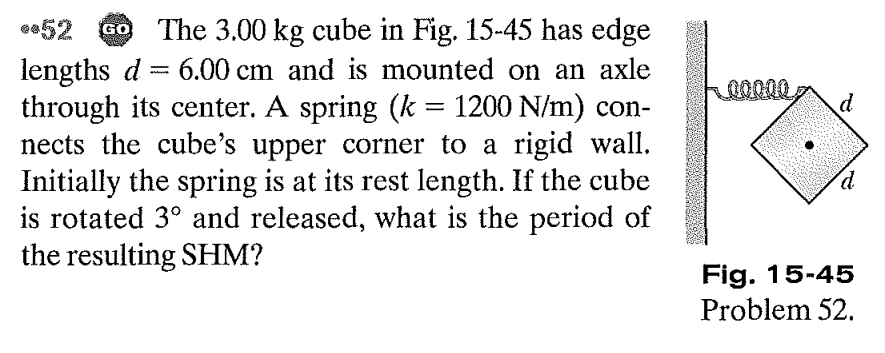 ••52 GO The 3.00 kg cube in Fig. 15-45 has edge
lengths d = 6.00 cm and is mounted on an axle
through its center. A spring (k = 1200 N/m) con-
nects the cube's upper corner to a rigid wall.
Initially the spring is at its rest length. If the cube
is rotated 3° and released, what is the period of
the resulting SHM?
d
d
Fig. 15-45
Problem 52.